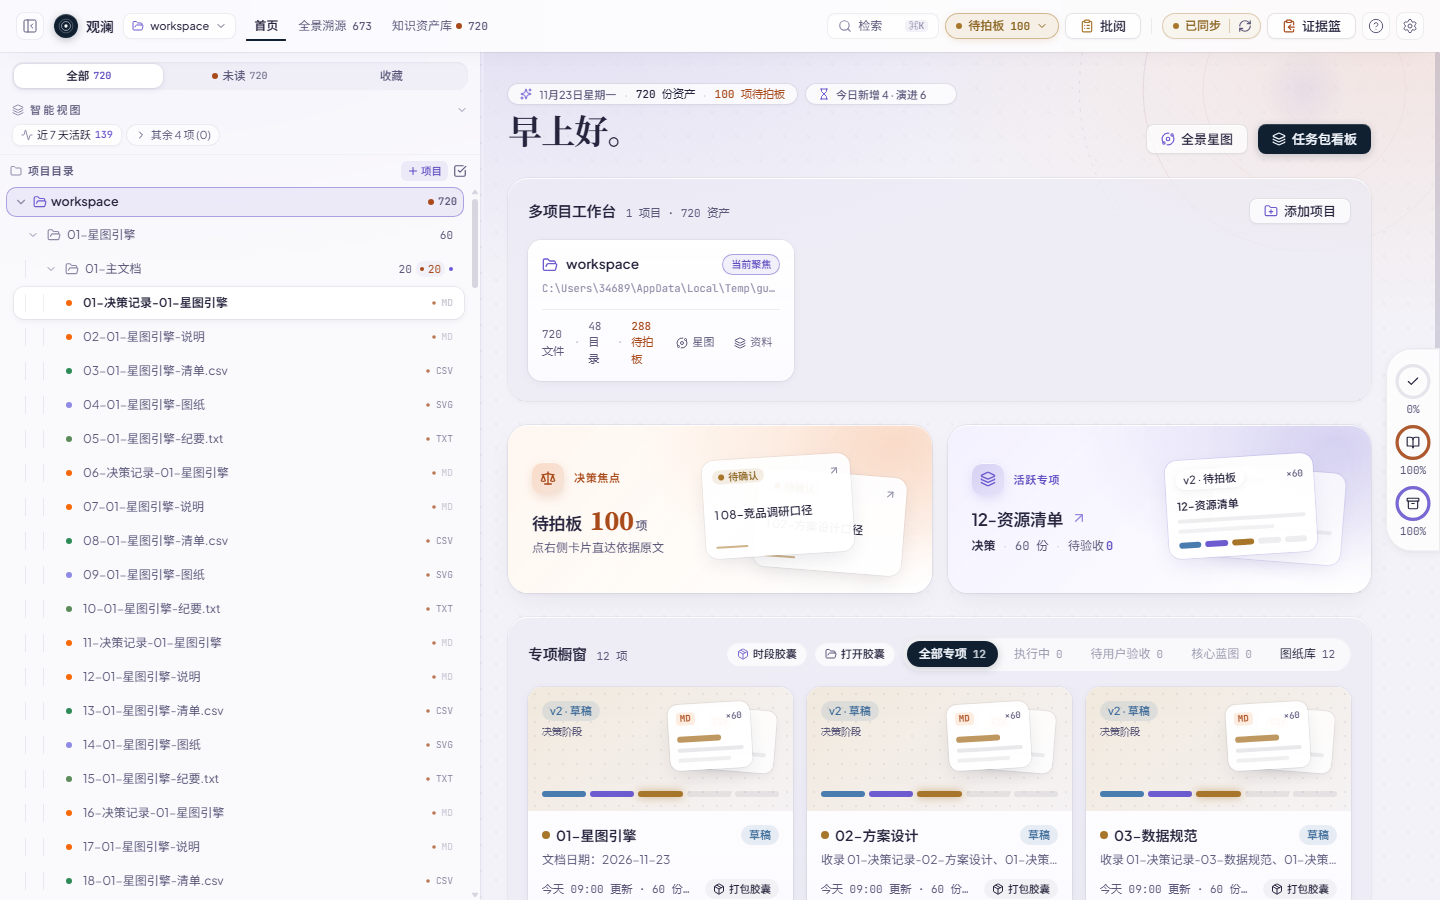 观澜
workspace
首页
全景溯源 673
知识资产库 720
检索 ⌘K
待拍板 100
批阅
已同步
证据篮
全部 720
未读 720
收藏
智能视图
近7天活跃 139
其余4项(0)
项目目录
+ 项目
workspace 720
01-星图引擎 60
01-主文档 20 20
01-决策记录-01-星图引擎 MD
02-01-星图引擎-说明 MD
03-01-星图引擎-清单.csv CSV
04-01-星图引擎-图纸 SVG
05-01-星图引擎-纪要.txt TXT
06-决策记录-01-星图引擎 MD
07-01-星图引擎-说明 MD
08-01-星图引擎-清单.csv CSV
09-01-星图引擎-图纸 SVG
10-01-星图引擎-纪要.txt TXT
11-决策记录-01-星图引擎 MD
12-01-星图引擎-说明 MD
13-01-星图引擎-清单.csv CSV
14-01-星图引擎-图纸 SVG
15-01-星图引擎-纪要.txt TXT
16-决策记录-01-星图引擎 MD
17-01-星图引擎-说明 MD
18-01-星图引擎-清单.csv CSV
11月23日星期一 · 720 份资产 · 100 项待拍板
今日新增 4 · 演进 6
早上好。
全景星图
任务包看板
多项目工作台 1 项目 · 720 资产
添加项目
workspace 当前聚焦
C:\Users\34689\AppData\Local\Temp\gu…
720 文件 · 48 目录 · 288 待拍板
星图
资料
决策焦点
待拍板 100 项
点右侧卡片直达依据原文
待确认
108-竞品调研口径
活跃专项
12-资源清单
决策 · 60 份 · 待验收 0
v2 · 待拍板 ×60
12-资源清单
0%
100%
100%
专项橱窗 12 项
时段胶囊
打开胶囊
全部专项 12
执行中 0
待用户验收 0
核心蓝图 0
图纸库 12
v2 · 草稿
决策阶段
MD ×60
01-星图引擎 草稿
文档日期：2026-11-23
今天 09:00 更新 · 60 份… 打包胶囊
v2 · 草稿
决策阶段
MD ×60
02-方案设计 草稿
收录 01-决策记录-02-方案设计、01-决策…
今天 09:00 更新 · 60 份… 打包胶囊
v2 · 草稿
决策阶段
MD ×60
03-数据规范 草稿
收录 01-决策记录-03-数据规范、01-决策…
今天 09:00 更新 · 60 份… 打包胶囊